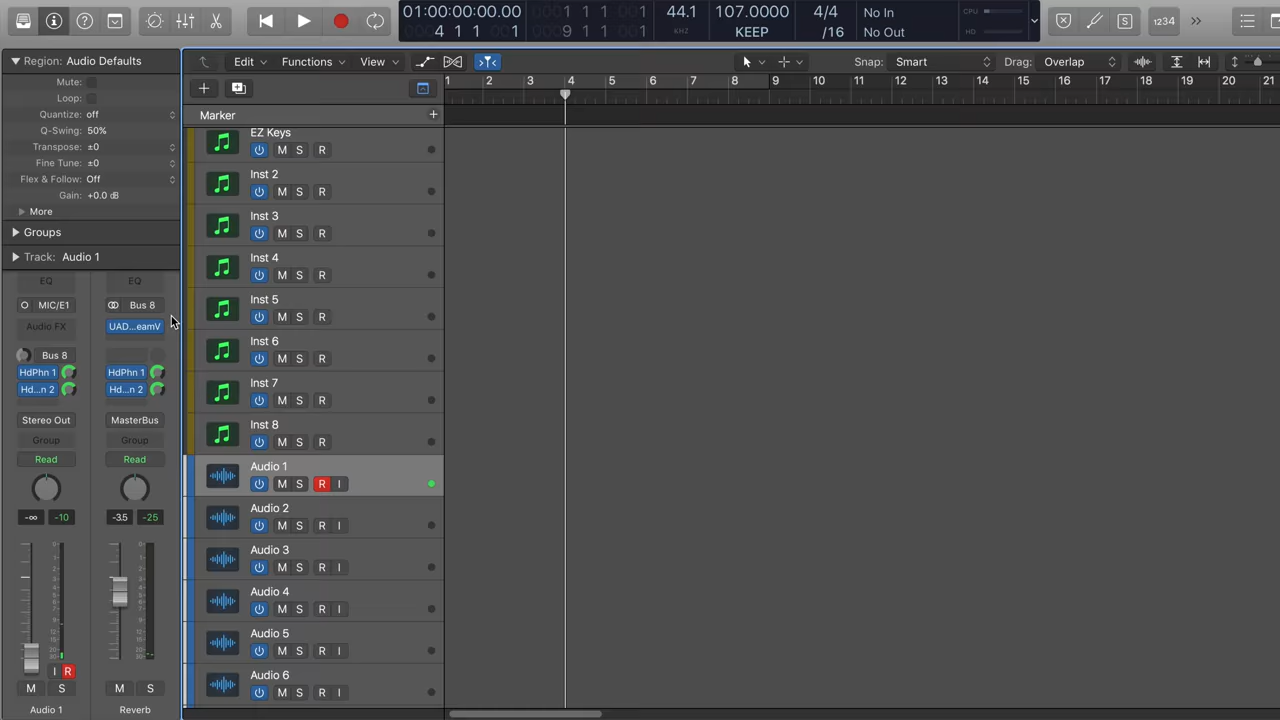 1234
01:00:00:00.00
4 1 1 1
1 1 1
9 1 1 1
44.1
KHZ
107.0000
KEEP
4/4
/16
No In
No Out
CPU
HD
Region: Audio Defaults
Mute:
Loop:
Quantize: off
Q-Swing: 50%
Transpose: ±0
Fine Tune: ±0
Flex & Follow: Off
Gain: +0.0 dB
More
Groups
Track: Audio 1
EQ EQ
MIC/E1 Bus 8
Audio FX UAD...eamV
Bus 8
HdPhn 1 HdPhn 1
Hd...n 2 Hd...n 2
Stereo Out MasterBus
Group Group
Read Read
-∞ -10 -3.5 -25
I R
M S M S
Audio 1 Reverb
Edit Functions View Snap: Smart Drag: Overlap
1 2 3 4 5 6 7 8 9 10 11 12 13 14 15 16 17 18 19 20 21
Marker +
EZ Keys
M S R
Inst 2
M S R
Inst 3
M S R
Inst 4
M S R
Inst 5
M S R
Inst 6
M S R
Inst 7
M S R
Inst 8
M S R
Audio 1
M S R I
Audio 2
M S R I
Audio 3
M S R I
Audio 4
M S R I
Audio 5
M S R I
Audio 6
M S R I